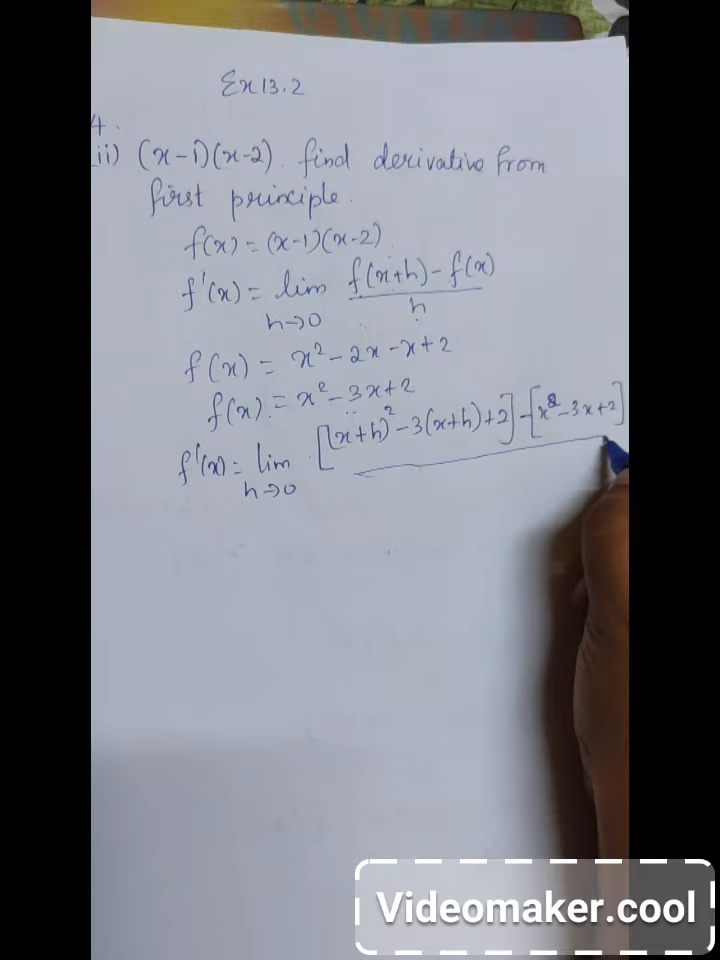 Ex 13.2
4.
ii) (x-1)(x-2). find derivative from
first principle.
f(x) = (x-1)(x-2)
f'(x) = lim h→0 f(x+h) - f(x) / h
f(x) = x² - 2x - x + 2
f(x) = x² - 3x + 2
f'(x) = lim h→0 [(x+h)² - 3(x+h) + 2] - [x² - 3x + 2]
Videomaker.cool